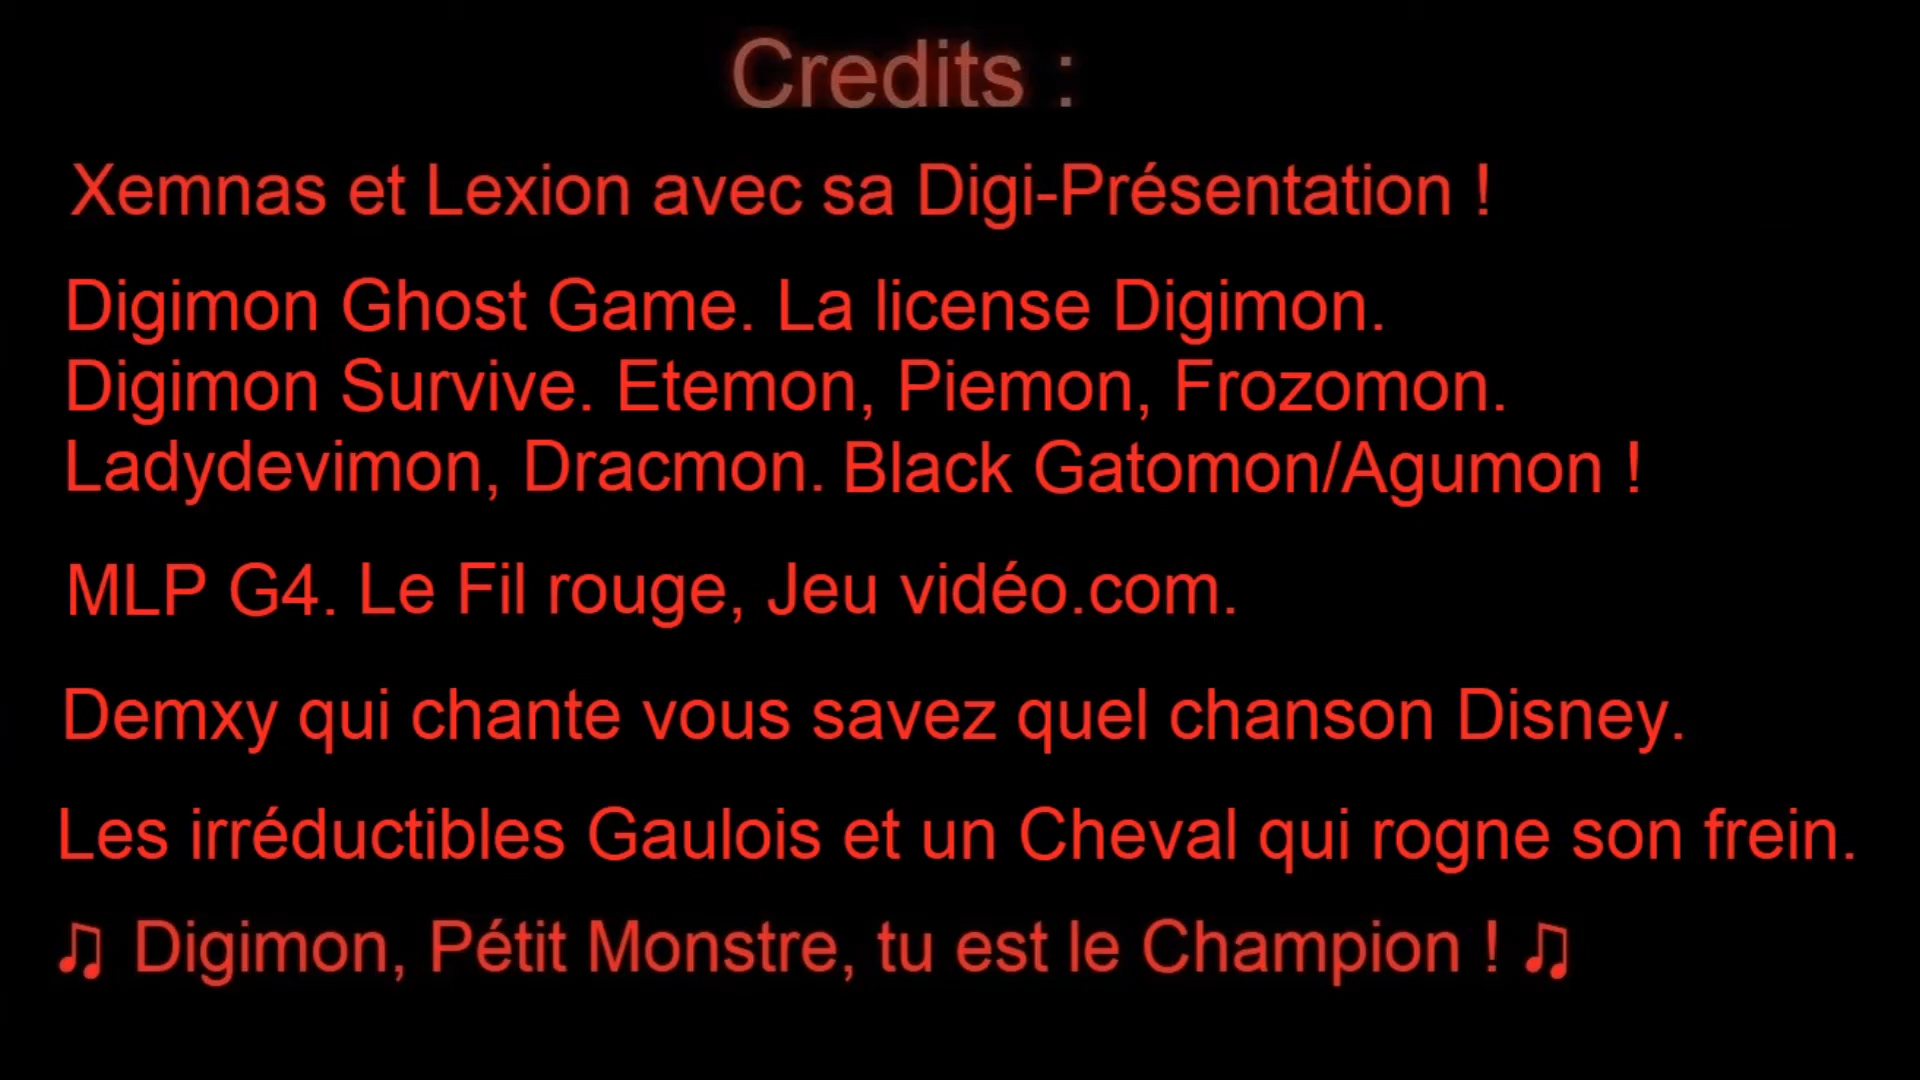 Credits :
Xemnas et Lexion avec sa Digi-Présentation !
Digimon Ghost Game. La license Digimon.
Digimon Survive. Etemon, Piemon, Frozomon.
Ladydevimon, Dracmon. Black Gatomon/Agumon !
MLP G4. Le Fil rouge, Jeu vidéo.com.
Demxy qui chante vous savez quel chanson Disney.
Les irréductibles Gaulois et un Cheval qui rogne son frein.
♫ Digimon, Pétit Monstre, tu est le Champion ! ♫